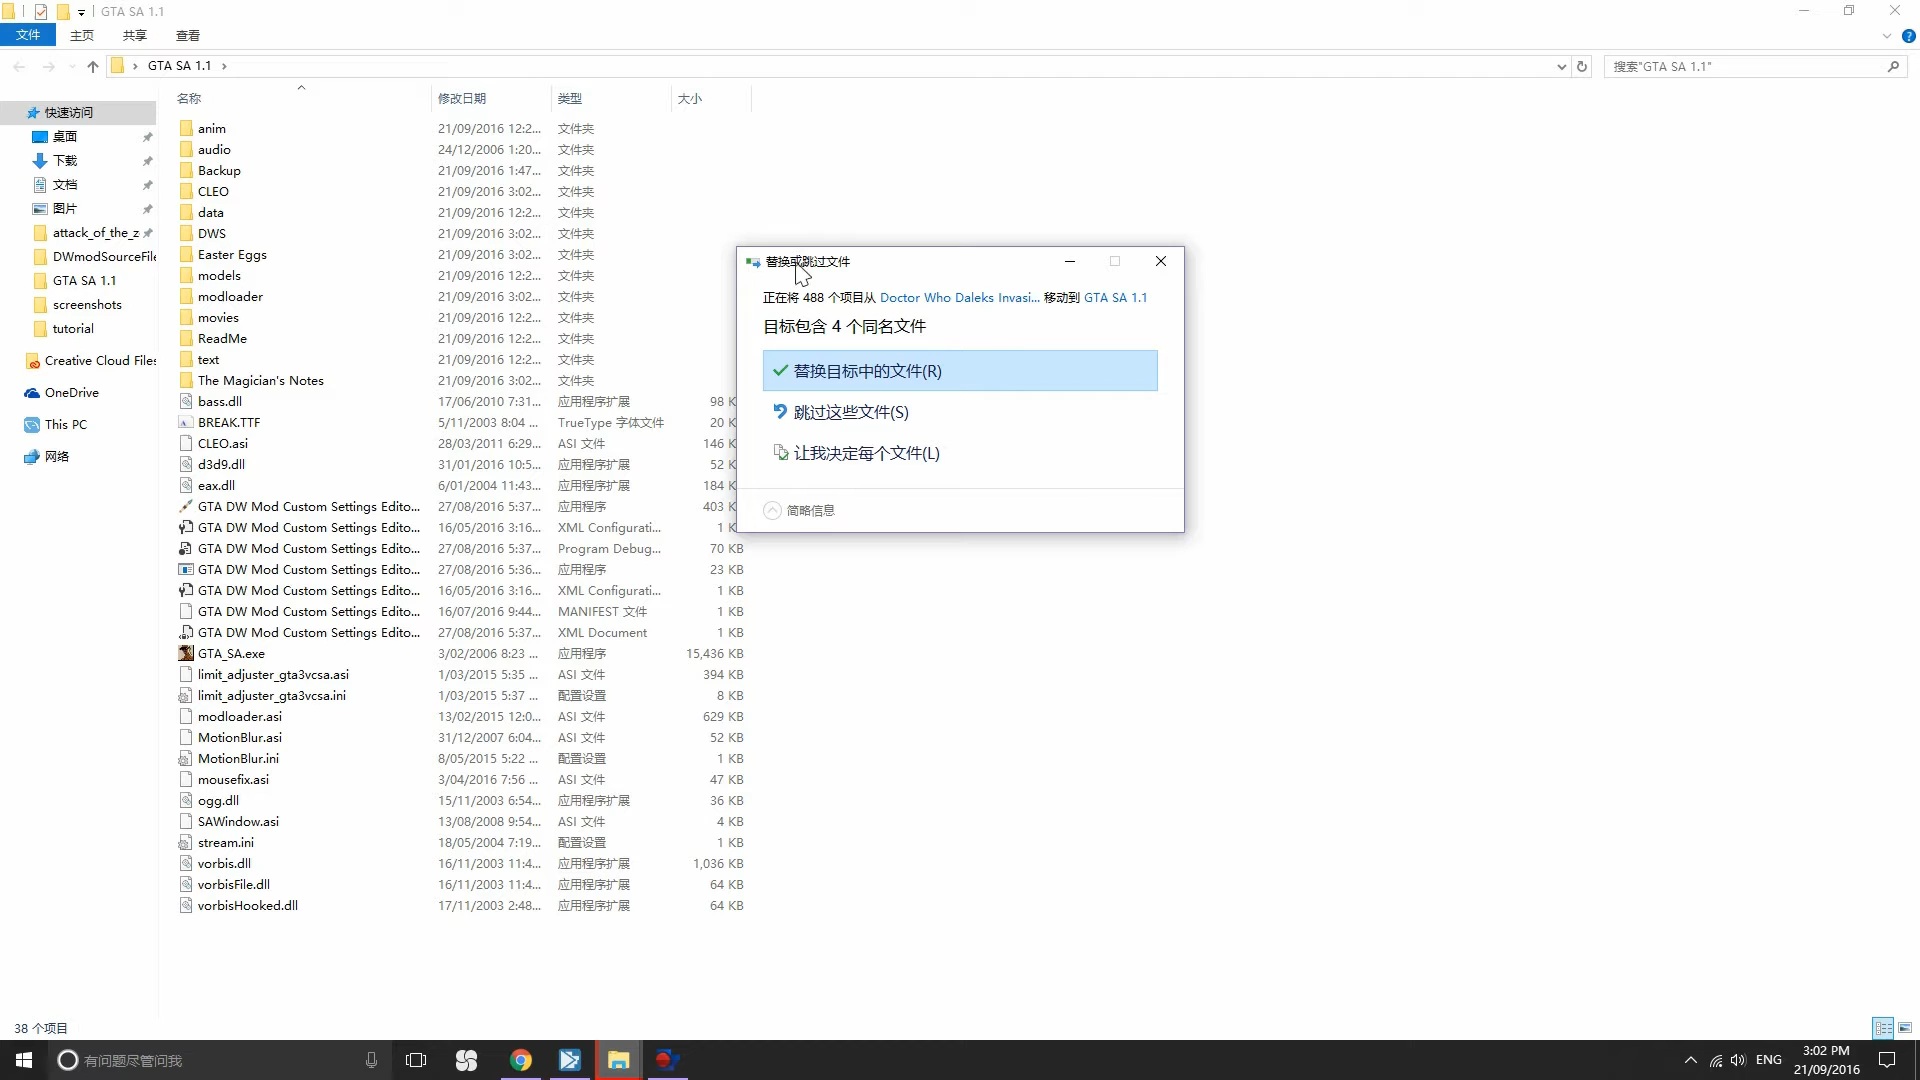 GTA SA 1.1
文件 主页 共享 查看
GTA SA 1.1
搜索"GTA SA 1.1"
名称 修改日期 类型 大小
快速访问
桌面
下载
文档
图片
attack_of_the_z
DWmodSourceFile
GTA SA 1.1
screenshots
tutorial
Creative Cloud Files
OneDrive
This PC
网络
anim 21/09/2016 12:2... 文件夹
audio 24/12/2006 1:20... 文件夹
Backup 21/09/2016 1:47... 文件夹
CLEO 21/09/2016 3:02... 文件夹
data 21/09/2016 12:2... 文件夹
DWS 21/09/2016 3:02... 文件夹
Easter Eggs 21/09/2016 3:02... 文件夹
models 21/09/2016 12:2... 文件夹
modloader 21/09/2016 3:02... 文件夹
movies 21/09/2016 12:2... 文件夹
ReadMe 21/09/2016 12:2... 文件夹
text 21/09/2016 12:2... 文件夹
The Magician's Notes 21/09/2016 3:02... 文件夹
bass.dll 17/06/2010 7:31... 应用程序扩展 98 K
BREAK.TTF 5/11/2003 8:04 ... TrueType 字体文件 20 K
CLEO.asi 28/03/2011 6:29... ASI 文件 146 K
d3d9.dll 31/01/2016 10:5... 应用程序扩展 52 K
eax.dll 6/01/2004 11:43... 应用程序扩展 184 K
GTA DW Mod Custom Settings Edito... 27/08/2016 5:37... 应用程序 403 K
GTA DW Mod Custom Settings Edito... 16/05/2016 3:16... XML Configurati... 1 K
GTA DW Mod Custom Settings Edito... 27/08/2016 5:37... Program Debug... 70 KB
GTA DW Mod Custom Settings Edito... 27/08/2016 5:36... 应用程序 23 KB
GTA DW Mod Custom Settings Edito... 16/05/2016 3:16... XML Configurati... 1 KB
GTA DW Mod Custom Settings Edito... 16/07/2016 9:44... MANIFEST 文件 1 KB
GTA DW Mod Custom Settings Edito... 27/08/2016 5:37... XML Document 1 KB
GTA_SA.exe 3/02/2006 8:23 ... 应用程序 15,436 KB
limit_adjuster_gta3vcsa.asi 1/03/2015 5:35 ... ASI 文件 394 KB
limit_adjuster_gta3vcsa.ini 1/03/2015 5:37 ... 配置设置 8 KB
modloader.asi 13/02/2015 12:0... ASI 文件 629 KB
MotionBlur.asi 31/12/2007 6:04... ASI 文件 52 KB
MotionBlur.ini 8/05/2015 5:22 ... 配置设置 1 KB
mousefix.asi 3/04/2016 7:56 ... ASI 文件 47 KB
ogg.dll 15/11/2003 6:54... 应用程序扩展 36 KB
SAWindow.asi 13/08/2008 9:54... ASI 文件 4 KB
stream.ini 18/05/2004 7:19... 配置设置 1 KB
vorbis.dll 16/11/2003 11:4... 应用程序扩展 1,036 KB
vorbisFile.dll 16/11/2003 11:4... 应用程序扩展 64 KB
vorbisHooked.dll 17/11/2003 2:48... 应用程序扩展 64 KB
替换或跳过文件
正在将 488 个项目从 Doctor Who Daleks Invasi... 移动到 GTA SA 1.1
目标包含 4 个同名文件
替换目标中的文件(R)
跳过这些文件(S)
让我决定每个文件(L)
简略信息
38 个项目
有问题尽管问我
ENG
3:02 PM
21/09/2016